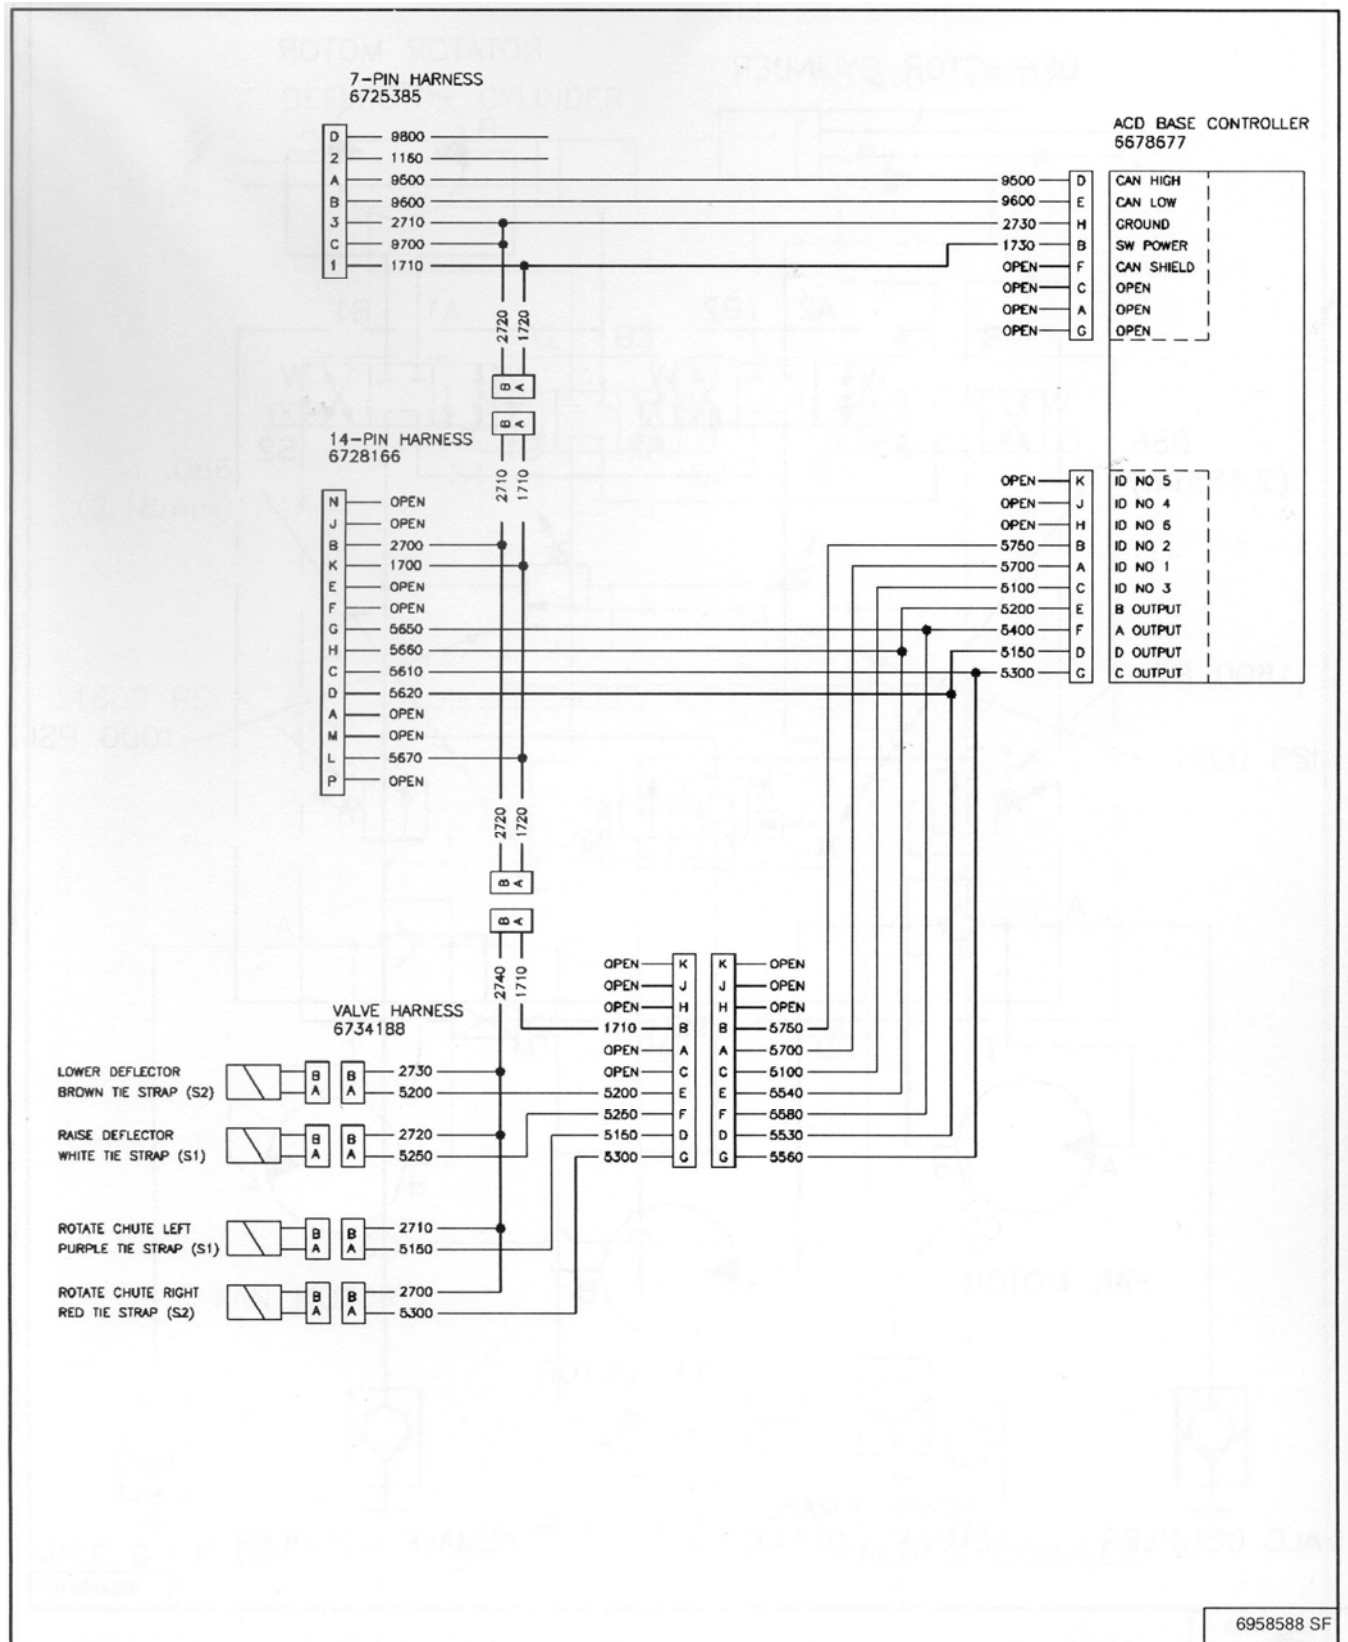 7-PIN HARNESS
6725385
D 9800
2 1160
A 9500
B 9600
3 2710
C 9700
1 1710
ACD BASE CONTROLLER
6678677
9500 D CAN HIGH
9600 E CAN LOW
2730 H GROUND
1730 B SW POWER
OPEN F CAN SHIELD
OPEN C OPEN
OPEN A OPEN
OPEN G OPEN
2720 1720
B A
B A
2710 1710
14-PIN HARNESS
6728166
N OPEN
J OPEN
B 2700
K 1700
E OPEN
F OPEN
G 5650
H 5660
C 5610
D 5620
A OPEN
M OPEN
L 5670
P OPEN
OPEN K ID NO 5
OPEN J ID NO 4
OPEN H ID NO 6
5750 B ID NO 2
5700 A ID NO 1
5100 C ID NO 3
5200 E B OUTPUT
5400 F A OUTPUT
5150 D D OUTPUT
5300 G C OUTPUT
2720 1720
B A
B A
2740 1710
OPEN K K OPEN
OPEN J J OPEN
OPEN H H OPEN
1710 B B 5750
OPEN A A 5700
OPEN C C 5100
5200 E E 5540
5250 F F 5580
5150 D D 5530
5300 G G 5560
VALVE HARNESS
6734188
LOWER DEFLECTOR B B 2730
BROWN TIE STRAP (S2) A A 5200
RAISE DEFLECTOR B B 2720
WHITE TIE STRAP (S1) A A 5250
ROTATE CHUTE LEFT B B 2710
PURPLE TIE STRAP (S1) A A 5150
ROTATE CHUTE RIGHT B B 2700
RED TIE STRAP (S2) A A 5300
6958588 SF